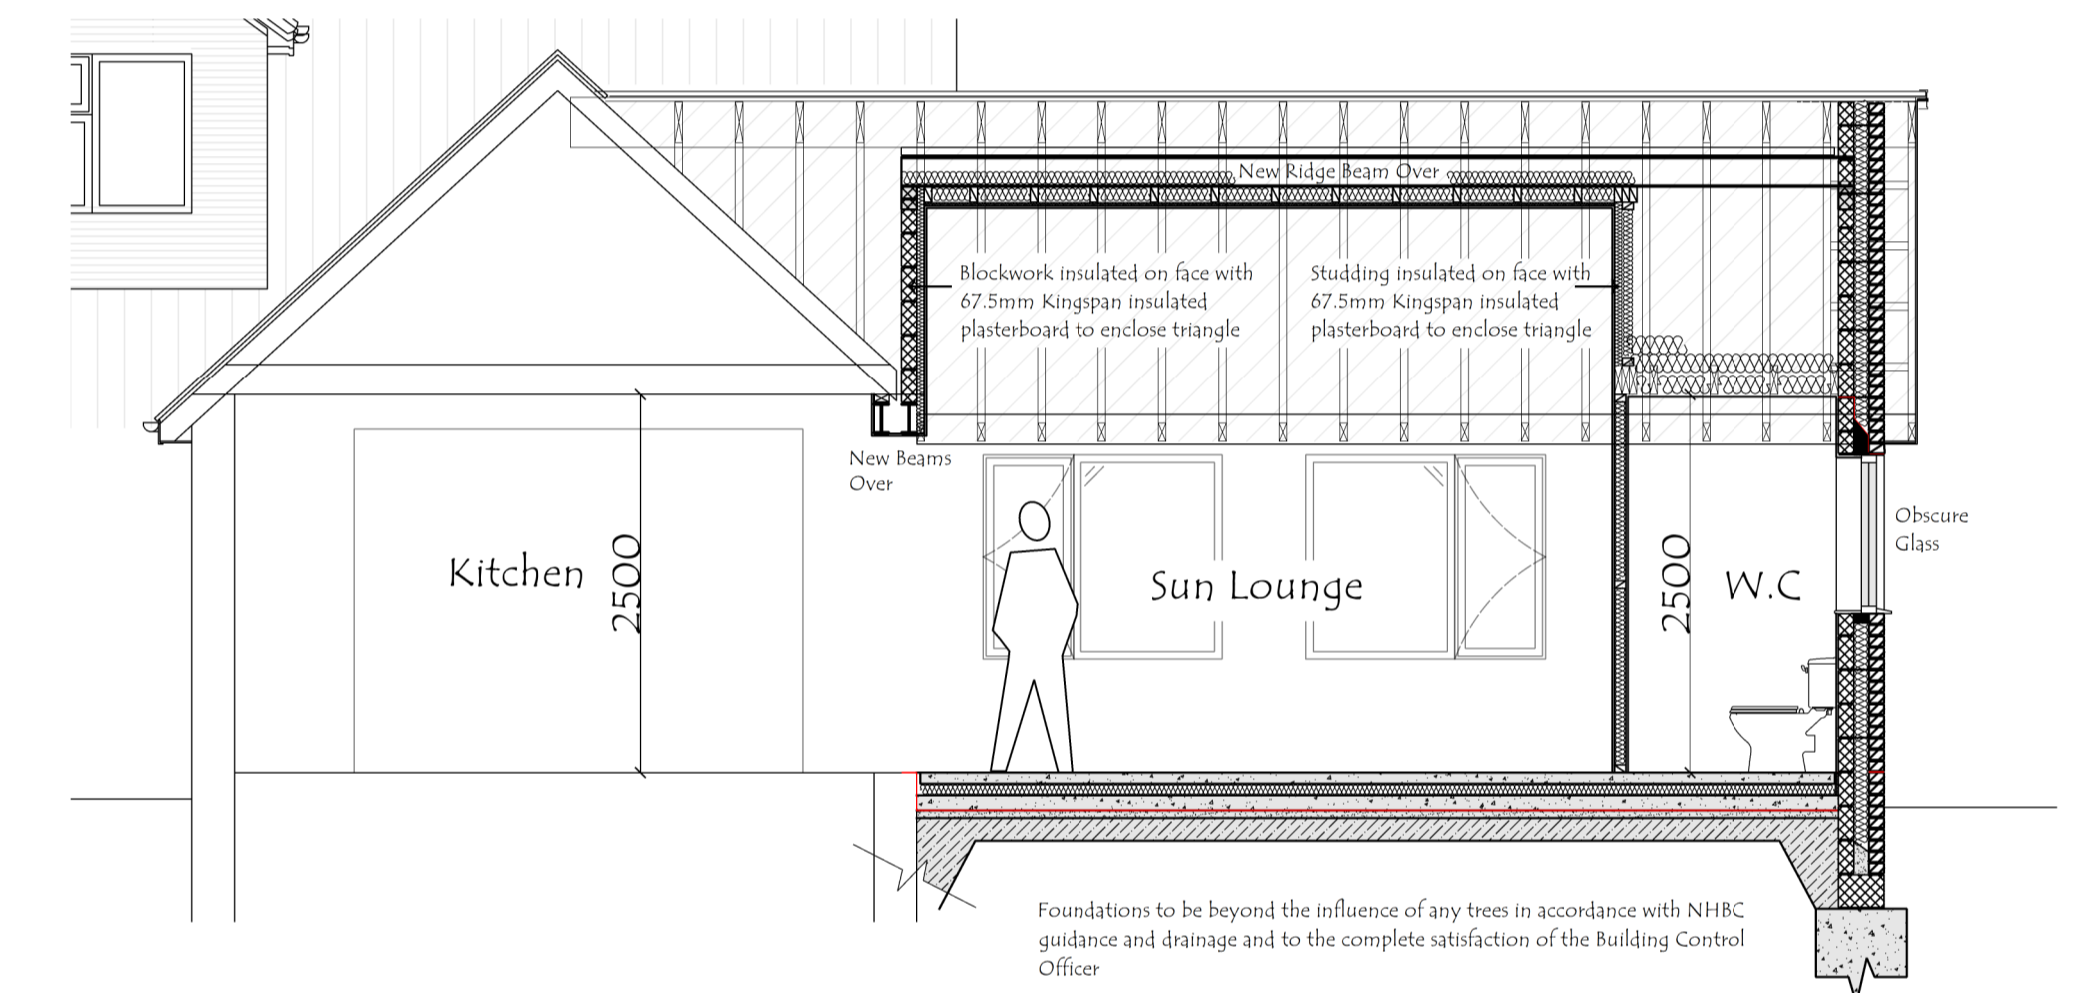 New Ridge Beam Over
Blockwork insulated on face with
67.5mm Kingspan insulated
plasterboard to enclose triangle
Studding insulated on face with
67.5mm Kingspan insulated
plasterboard to enclose triangle
New Beams
Over
Kitchen
2500
Sun Lounge
2500
W.C
Obscure
Glass
Foundations to be beyond the influence of any trees in accordance with NHBC
guidance and drainage and to the complete satisfaction of the Building Control
Officer